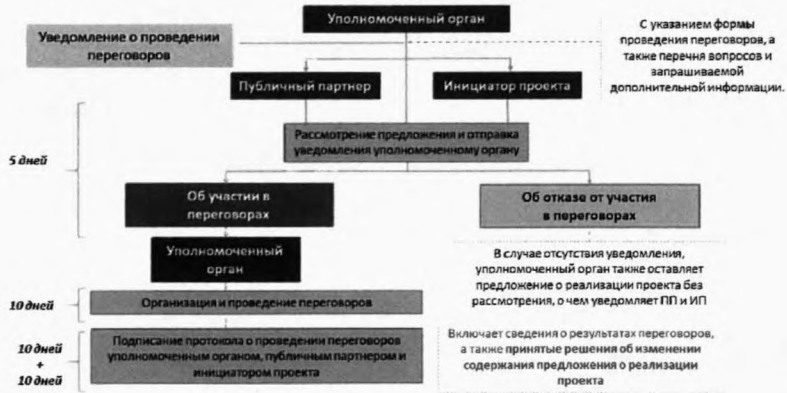 Уполномоченный орган
Уведомление о проведении
переговоров
С указанием формы
проведения переговоров, а
также перечня вопросов и
запрашиваемой
дополнительной информации.
Публичный партнер
Инициатор проекта
5 дней
Рассмотрение предложения и отправка
уведомления уполномоченному органу
Об участии в
переговорах
Об отказе от участия
в переговорах
Уполномоченный
орган
В случае отсутствия уведомления,
уполномоченный орган также оставляет
предложение о реализации проекта без
рассмотрения, о чем уведомляет ПП и ИП
10 дней
Организация и проведение переговоров
10 дней
+
10 дней
Подписание протокола о проведении переговоров
уполномоченным органом, публичным партнером и
инициатором проекта
Включает сведения о результатах переговоров,
а также принятые решения об изменении
содержания предложения о реализации
проекта